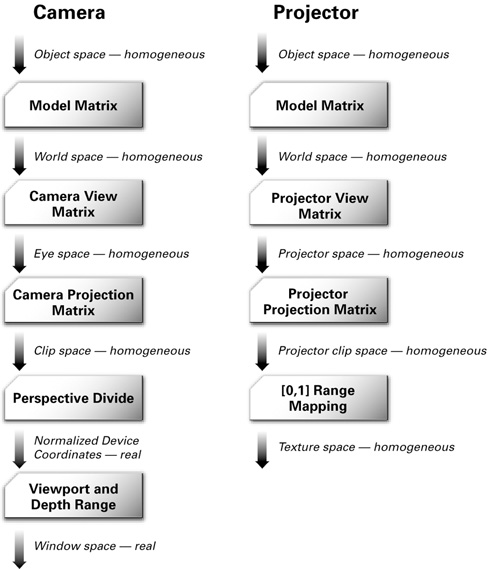 Camera
Object space — homogeneous
Model Matrix
World space — homogeneous
Camera View
Matrix
Eye space — homogeneous
Camera Projection
Matrix
Clip space — homogeneous
Perspective Divide
Normalized Device
Coordinates — real
Viewport and
Depth Range
Window space — real
Projector
Object space — homogeneous
Model Matrix
World space — homogeneous
Projector View
Matrix
Projector space — homogeneous
Projector
Projection Matrix
Projector clip space — homogeneous
[0,1] Range
Mapping
Texture space — homogeneous